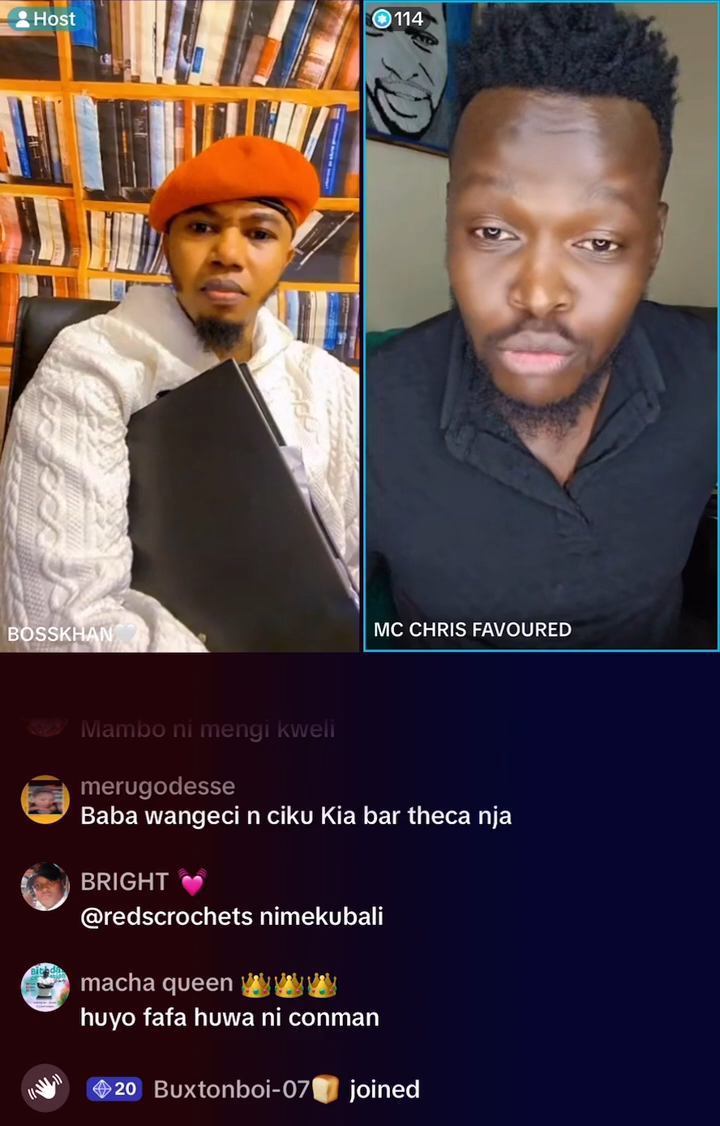 Host
114
BOSSKHAN🤍
MC CHRIS FAVOURED
Mambo ni mengi kweli
merugodesse
Baba wangeci n ciku Kia bar theca nja
BRIGHT 💓
@redscrochets nimekubali
macha queen 👑👑👑
huyo fafa huwa ni conman
20 Buxtonboi-07🍞 joined